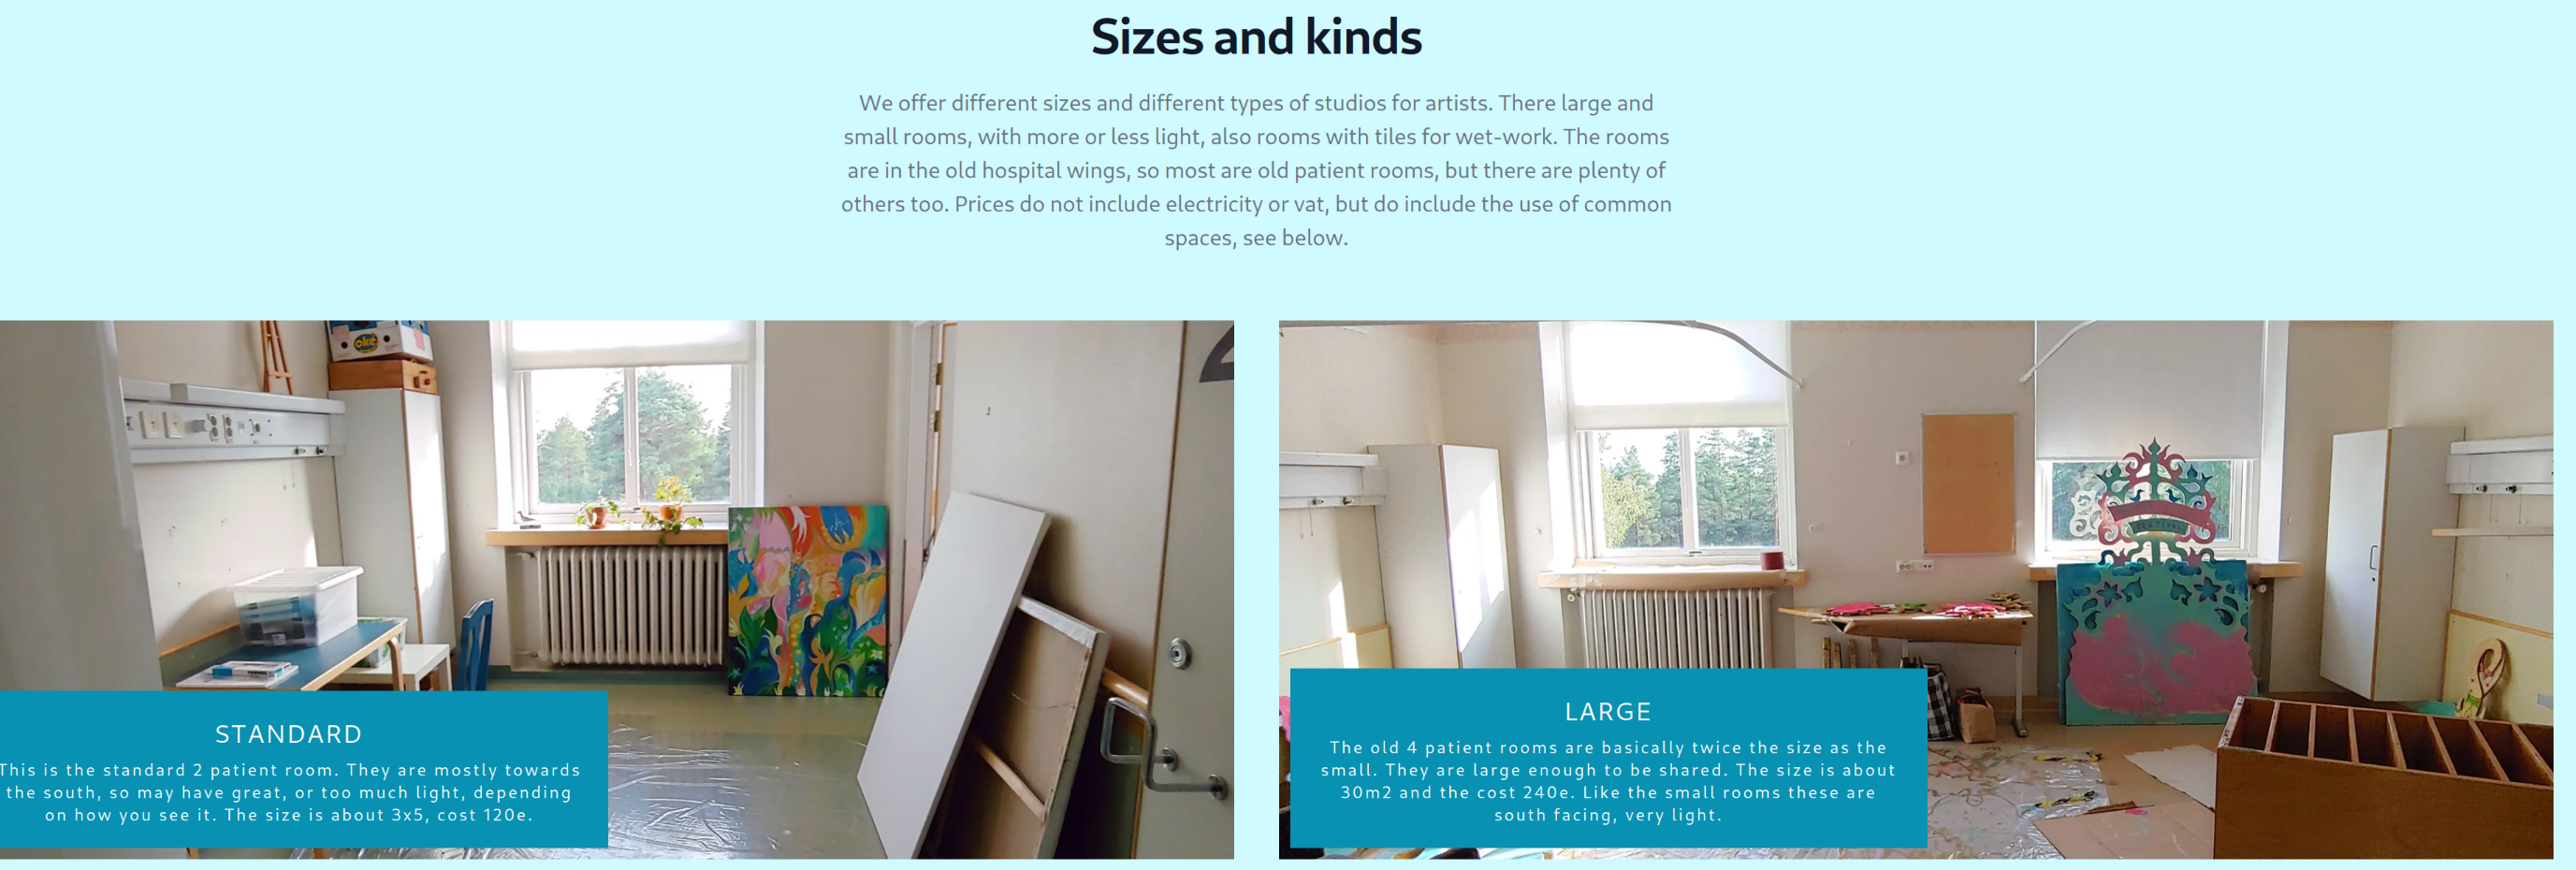 Sizes and kinds
We offer different sizes and different types of studios for artists. There large and
small rooms, with more or less light, also rooms with tiles for wet-work. The rooms
are in the old hospital wings, so most are old patient rooms, but there are plenty of
others too. Prices do not include electricity or vat, but do include the use of common
spaces, see below.
oké
STANDARD
This is the standard 2 patient room. They are mostly towards
the south, so may have great, or too much light, depending
on how you see it. The size is about 3x5, cost 120e.
FESTIVAL
LARGE
The old 4 patient rooms are basically twice the size as the
small. They are large enough to be shared. The size is about
30m2 and the cost 240e. Like the small rooms these are
south facing, very light.